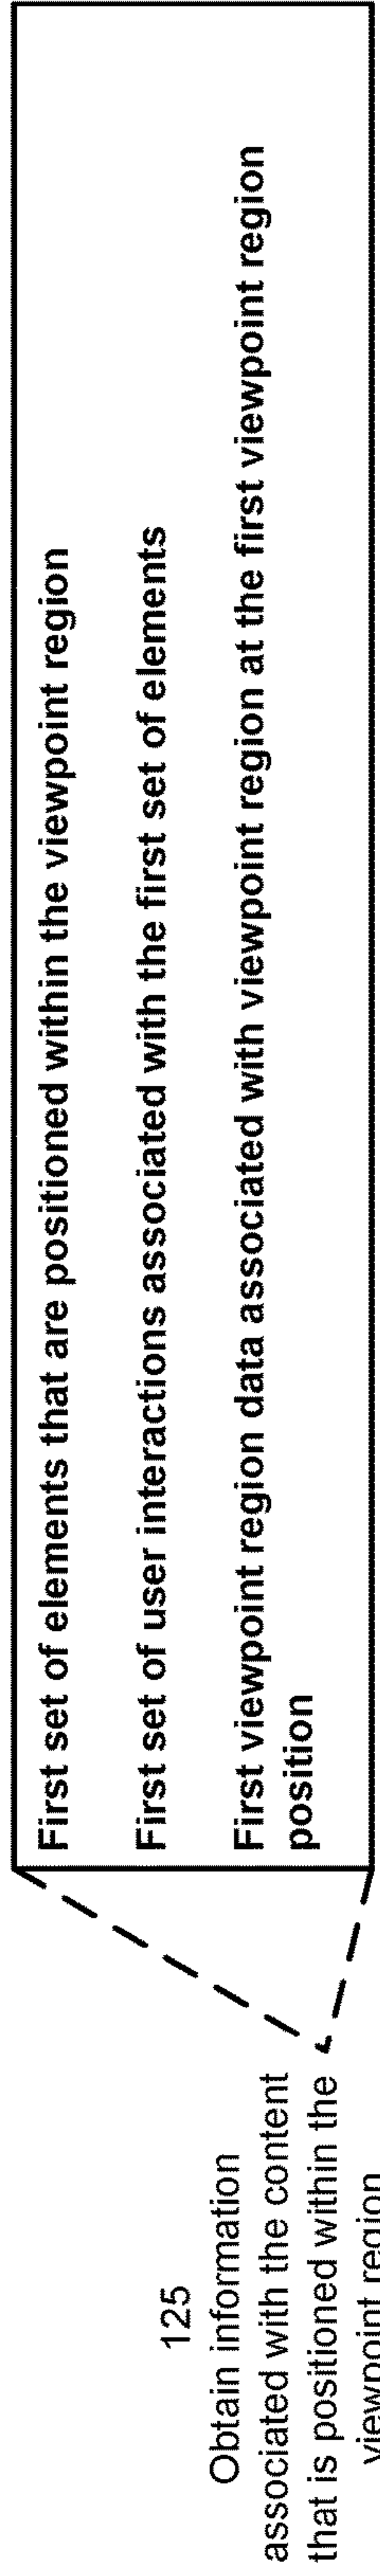 First set of elements that are positioned within the viewpoint region
First set of user interactions associated with the first set of elements
First viewpoint region data associated with viewpoint region at the first viewpoint region
position
125
Obtain information
associated with the content
that is positioned within the
viewpoint region